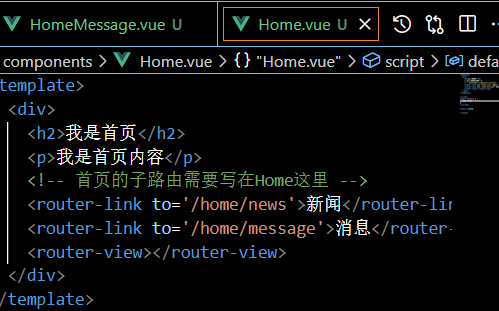 HomeMessage.vue U Home.vue U
components > Home.vue > {} "Home.vue" > script > defa
template>
<div>
<h2>我是首页</h2>
<p>我是首页内容</p>
<!-- 首页的子路由需要写在Home这里 -->
<router-link to='/home/news'>新闻</router-lin
<router-link to='/home/message'>消息</router-
<router-view></router-view>
</div>
/template>